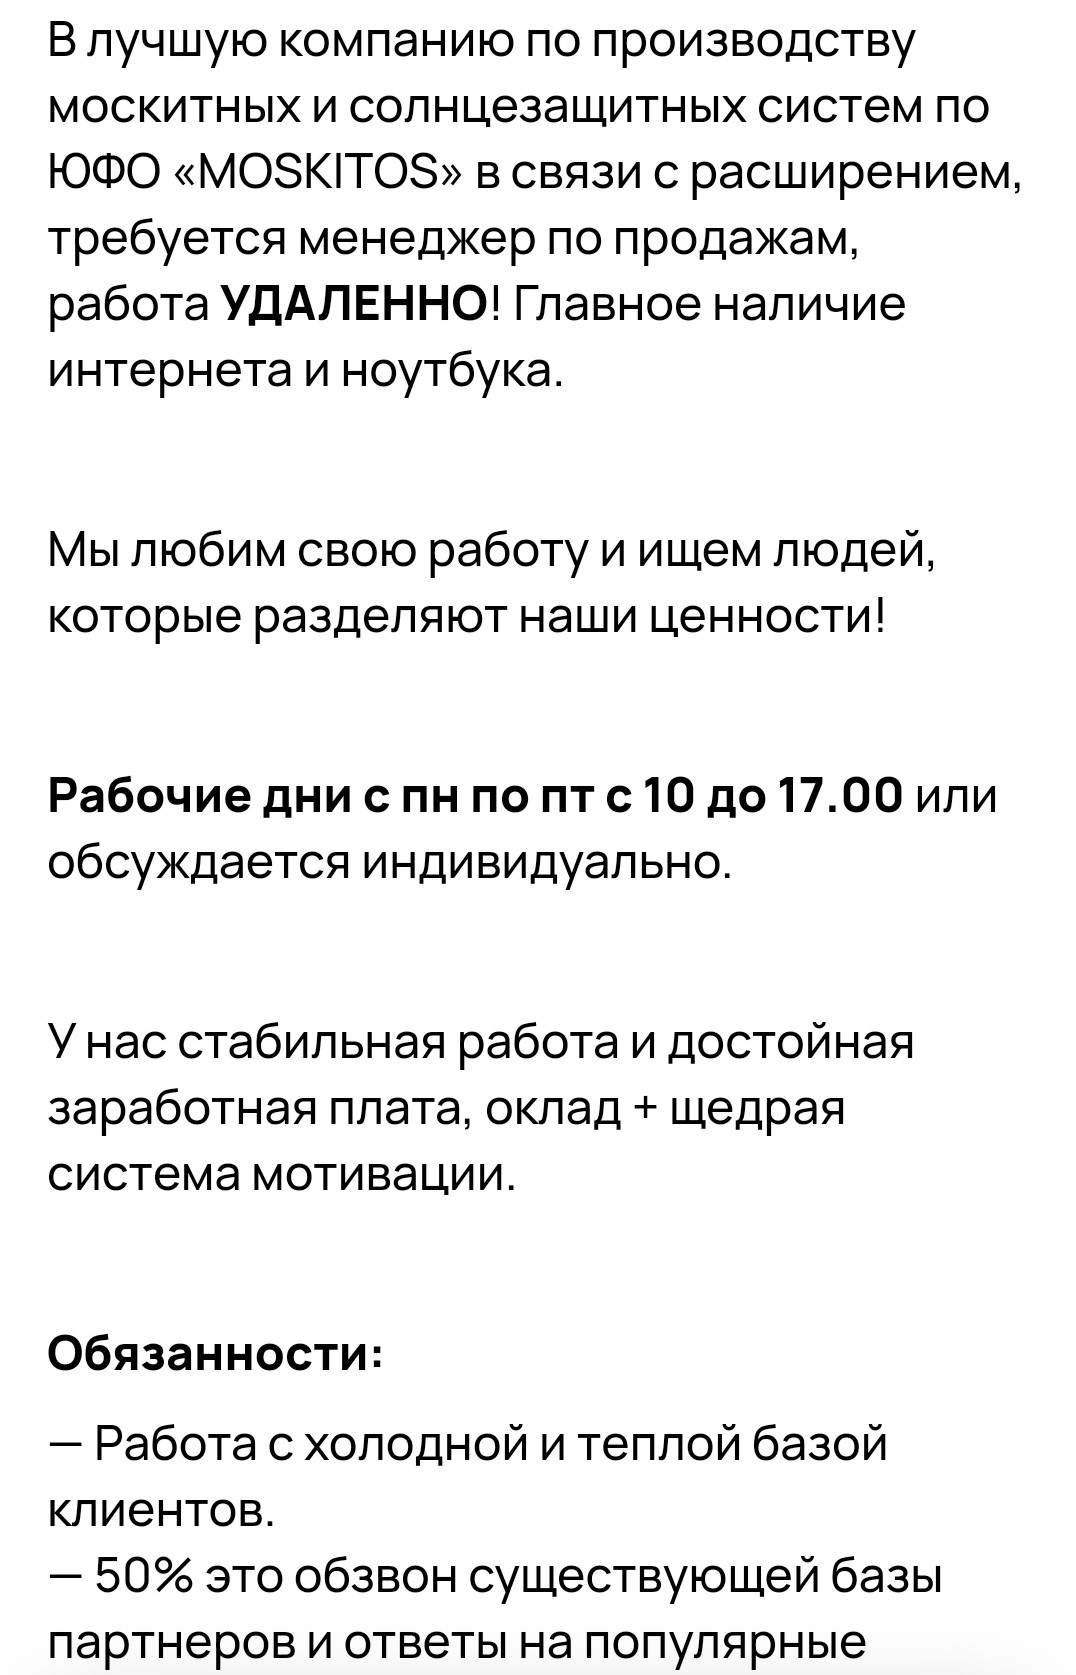 В лучшую компанию по производству
москитных и солнцезащитных систем по
ЮФО «MOSKITOS» в связи с расширением,
требуется менеджер по продажам,
работа УДАЛЕННО! Главное наличие
интернета и ноутбука.
Мы любим свою работу и ищем людей,
которые разделяют наши ценности!
Рабочие дни с пн по пт с 10 до 17.00 или
обсуждается индивидуально.
У нас стабильная работа и достойная
заработная плата, оклад + щедрая
система мотивации.
Обязанности:
— Работа с холодной и теплой базой
клиентов.
— 50% это обзвон существующей базы
партнеров и ответы на популярные